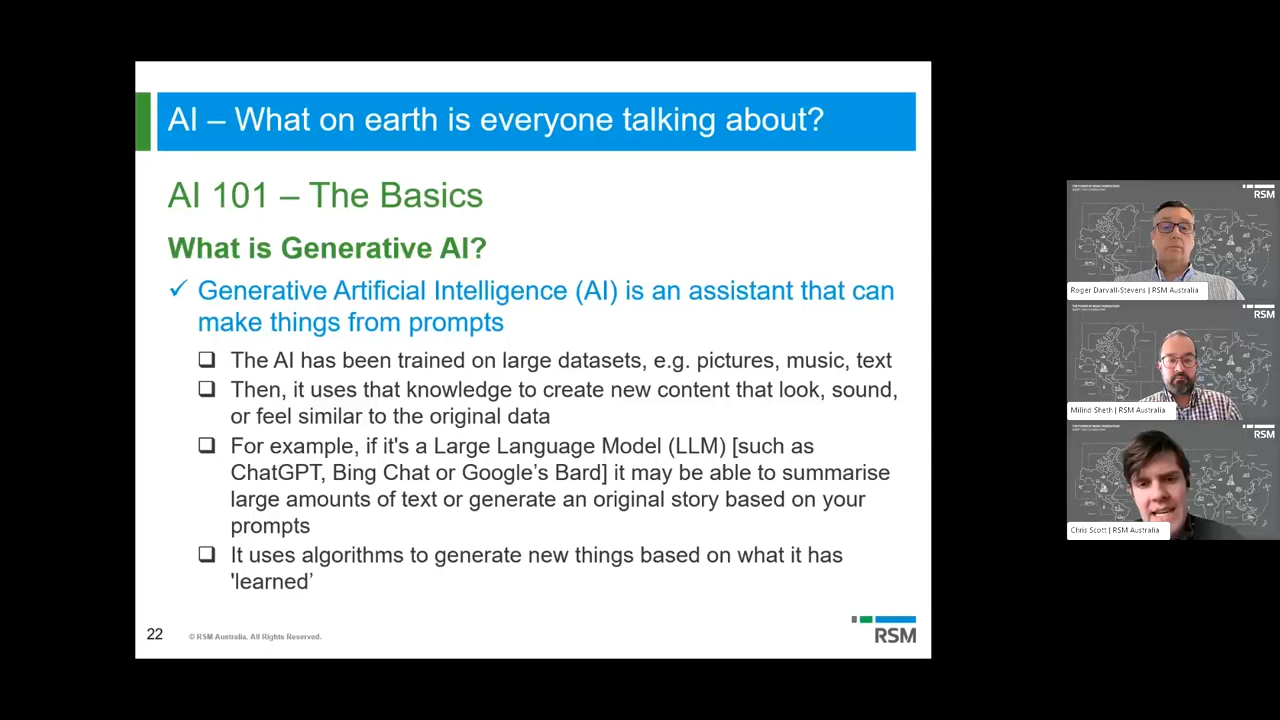 AI – What on earth is everyone talking about?
AI 101 – The Basics
What is Generative AI?
✓ Generative Artificial Intelligence (AI) is an assistant that can
make things from prompts
❑ The AI has been trained on large datasets, e.g. pictures, music, text
❑ Then, it uses that knowledge to create new content that look, sound,
or feel similar to the original data
❑ For example, if it's a Large Language Model (LLM) [such as
ChatGPT, Bing Chat or Google’s Bard] it may be able to summarise
large amounts of text or generate an original story based on your
prompts
❑ It uses algorithms to generate new things based on what it has
'learned’
22
© RSM Australia. All Rights Reserved.
RSM
RSM
Roger Darvall-Stevens | RSM Australia
RSM
Milind Sheth | RSM Australia
RSM
Chris Scott | RSM Australia